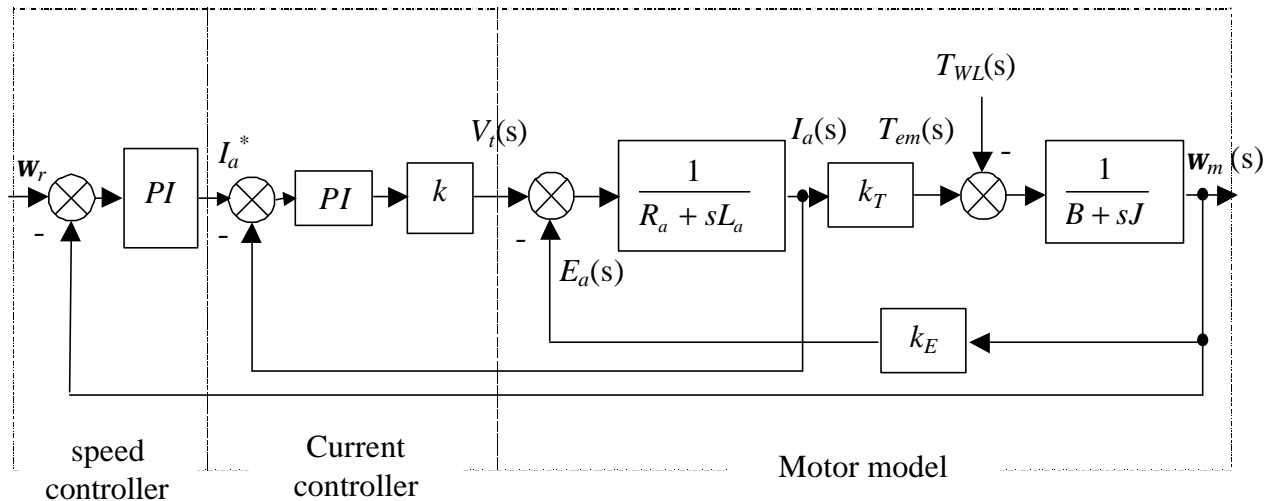 T_WL(s)
w_r
I_a^*
V_t(s)
I_a(s)
T_em(s)
w_m (s)
-
PI
-
PI
k
-
1
R_a + sL_a
k_T
-
1
B + sJ
E_a(s)
k_E
speed
controller
Current
controller
Motor model